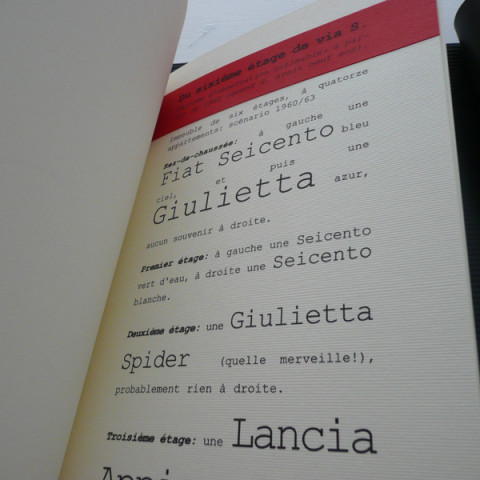 Du sixième étage de via S.
Immeuble de six étages, à quatorze
appartements: scénario 1960/63
Rez-de-chaussée: à gauche une
Fiat Seicento bleu
ciel, et puis une
Giulietta azur,
aucun souvenir à droite.
Premier étage: à gauche une Seicento
vert d'eau, à droite une Seicento
blanche.
Deuxième étage: une Giulietta
Spider (quelle merveille!),
probablement rien à droite.
Troisième étage: une Lancia